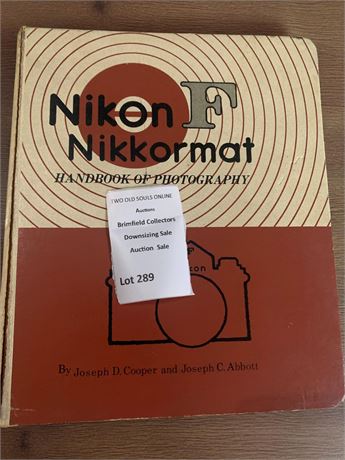 Nikon F
Nikkormat
HANDBOOK OF PHOTOGRAPHY
TWO OLD SOULS ONLINE
Auctions
Brimfield Collectors
Downsizing Sale
Auction Sale
Lot 289
F
kon
By Joseph D. Cooper and Joseph C. Abbott